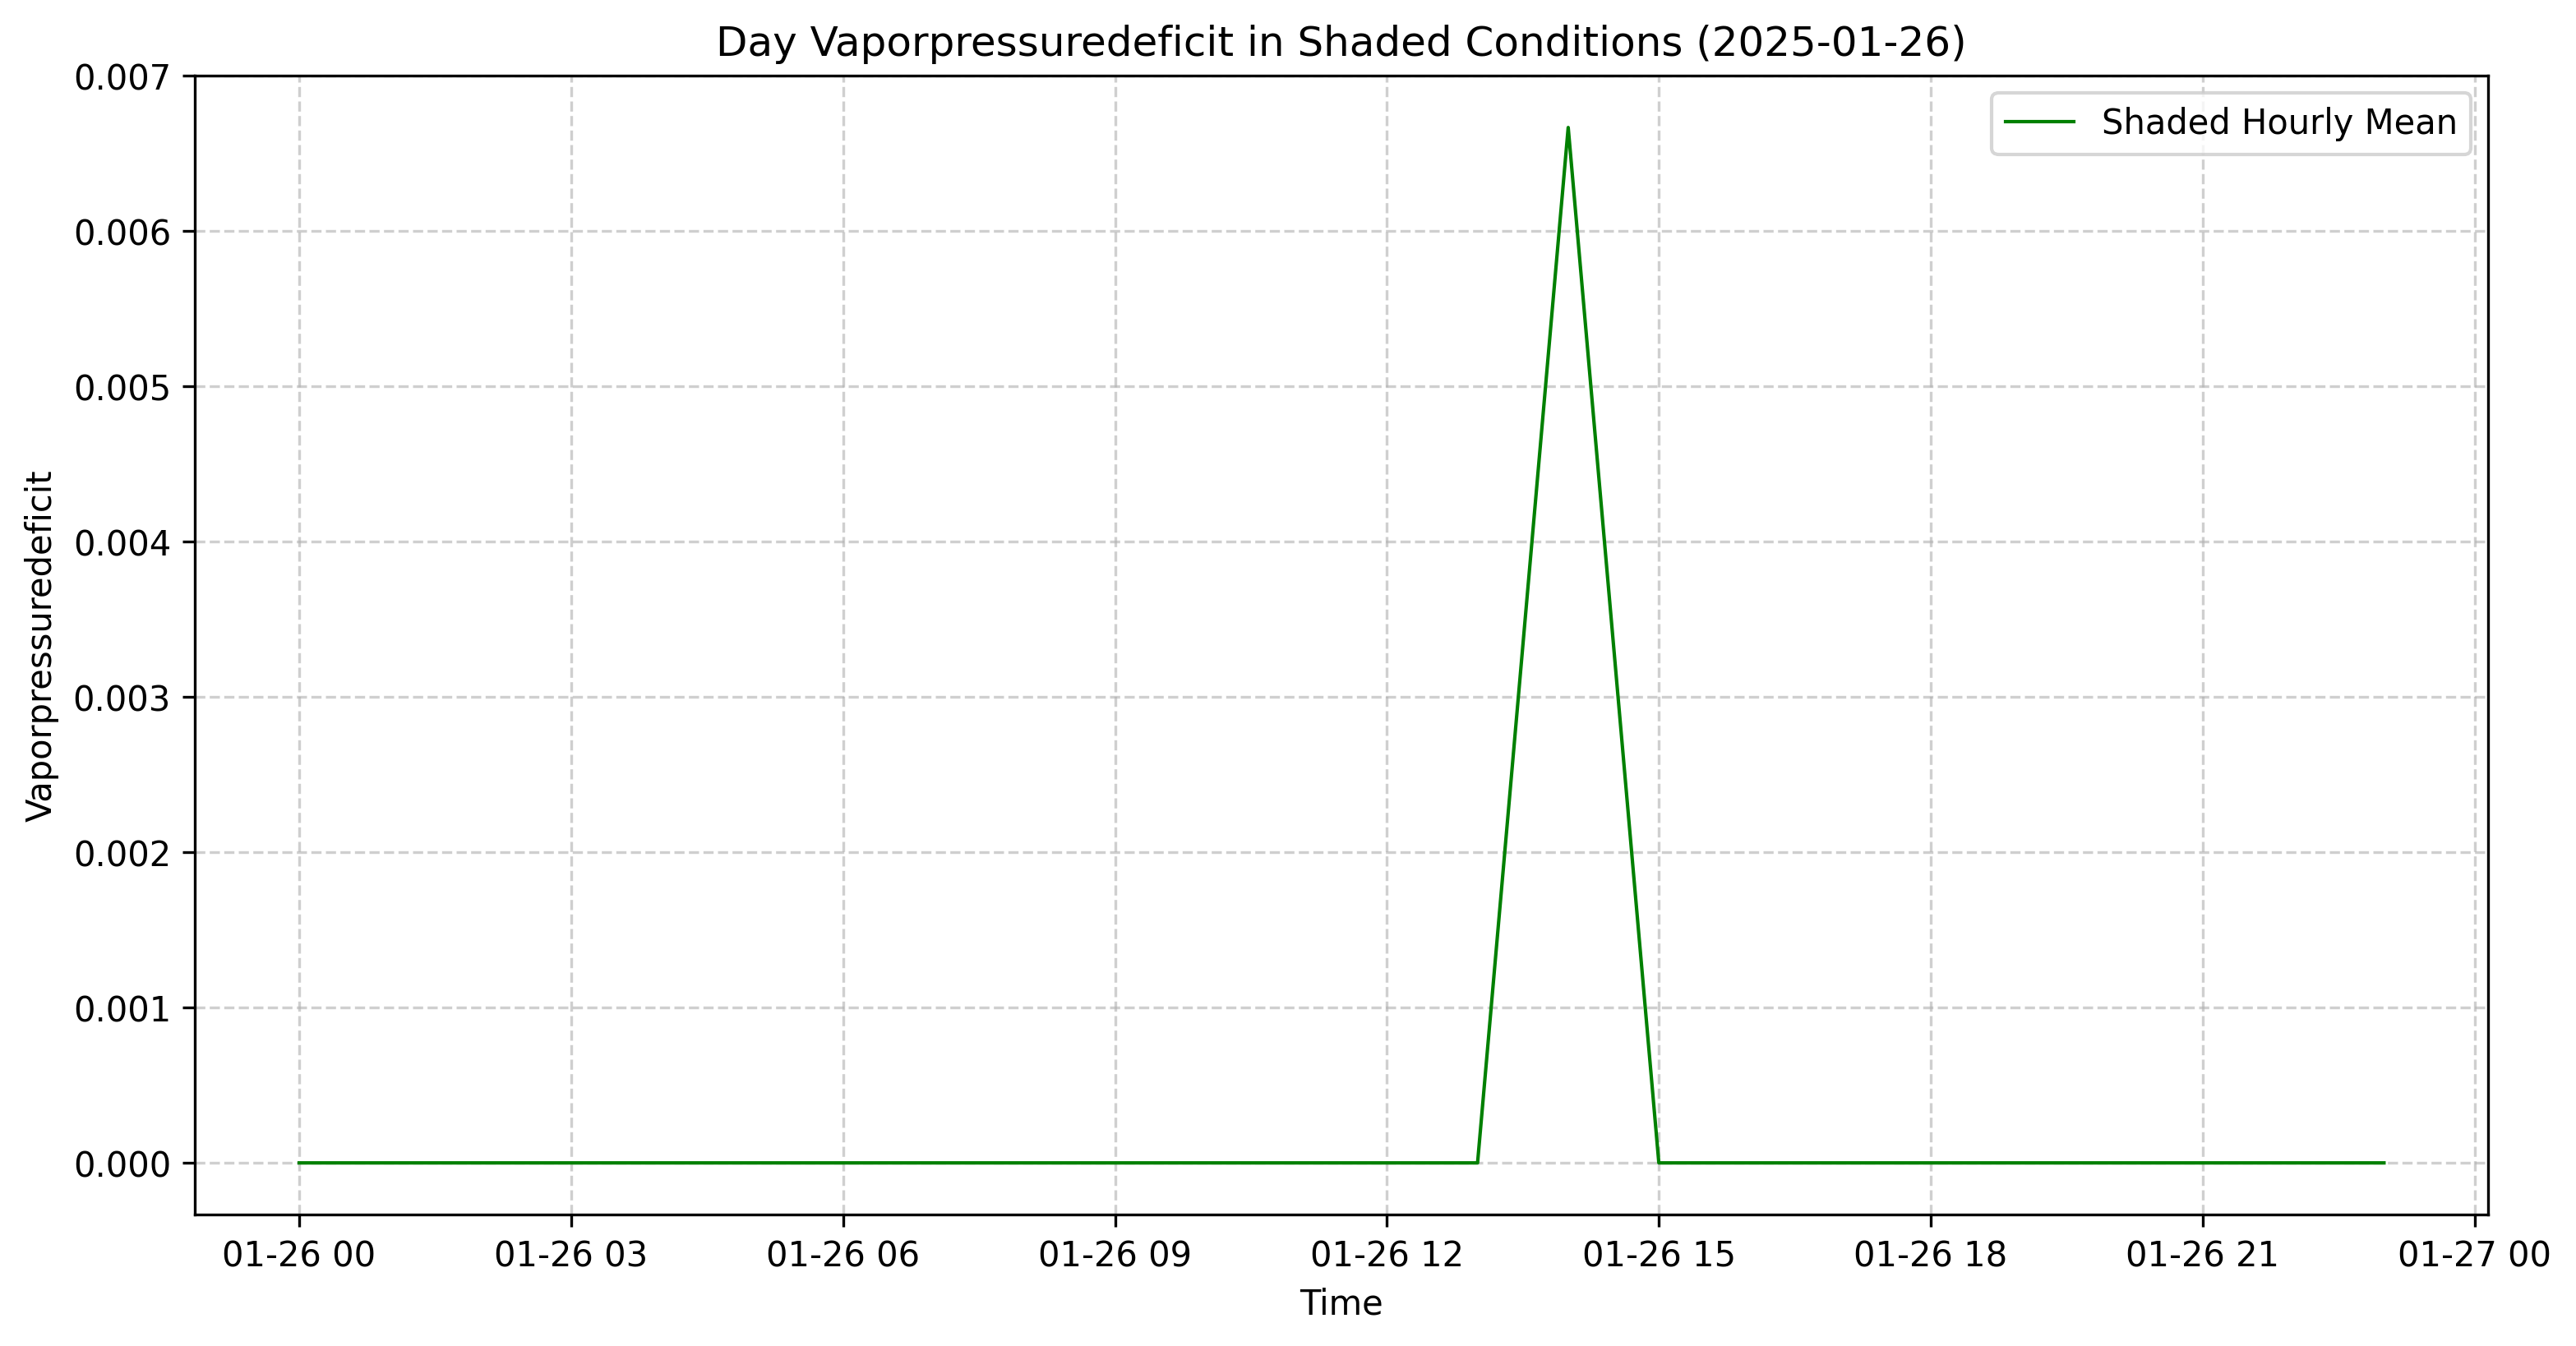 Day Vaporpressuredeficit in Shaded Conditions (2025-01-26)
Shaded Hourly Mean
Vaporpressuredeficit
0.007
0.006
0.005
0.004
0.003
0.002
0.001
0.000
01-26 00 01-26 03 01-26 06 01-26 09 01-26 12 01-26 15 01-26 18 01-26 21 01-27 00
Time